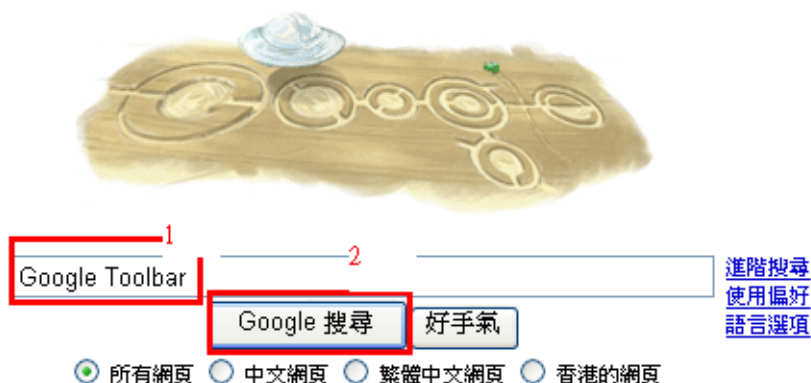 1
2
Google Toolbar
進階搜尋
使用偏好
語言選項
Google 搜尋 好手氣
所有網頁 中文網頁 繁體中文網頁 香港的網頁